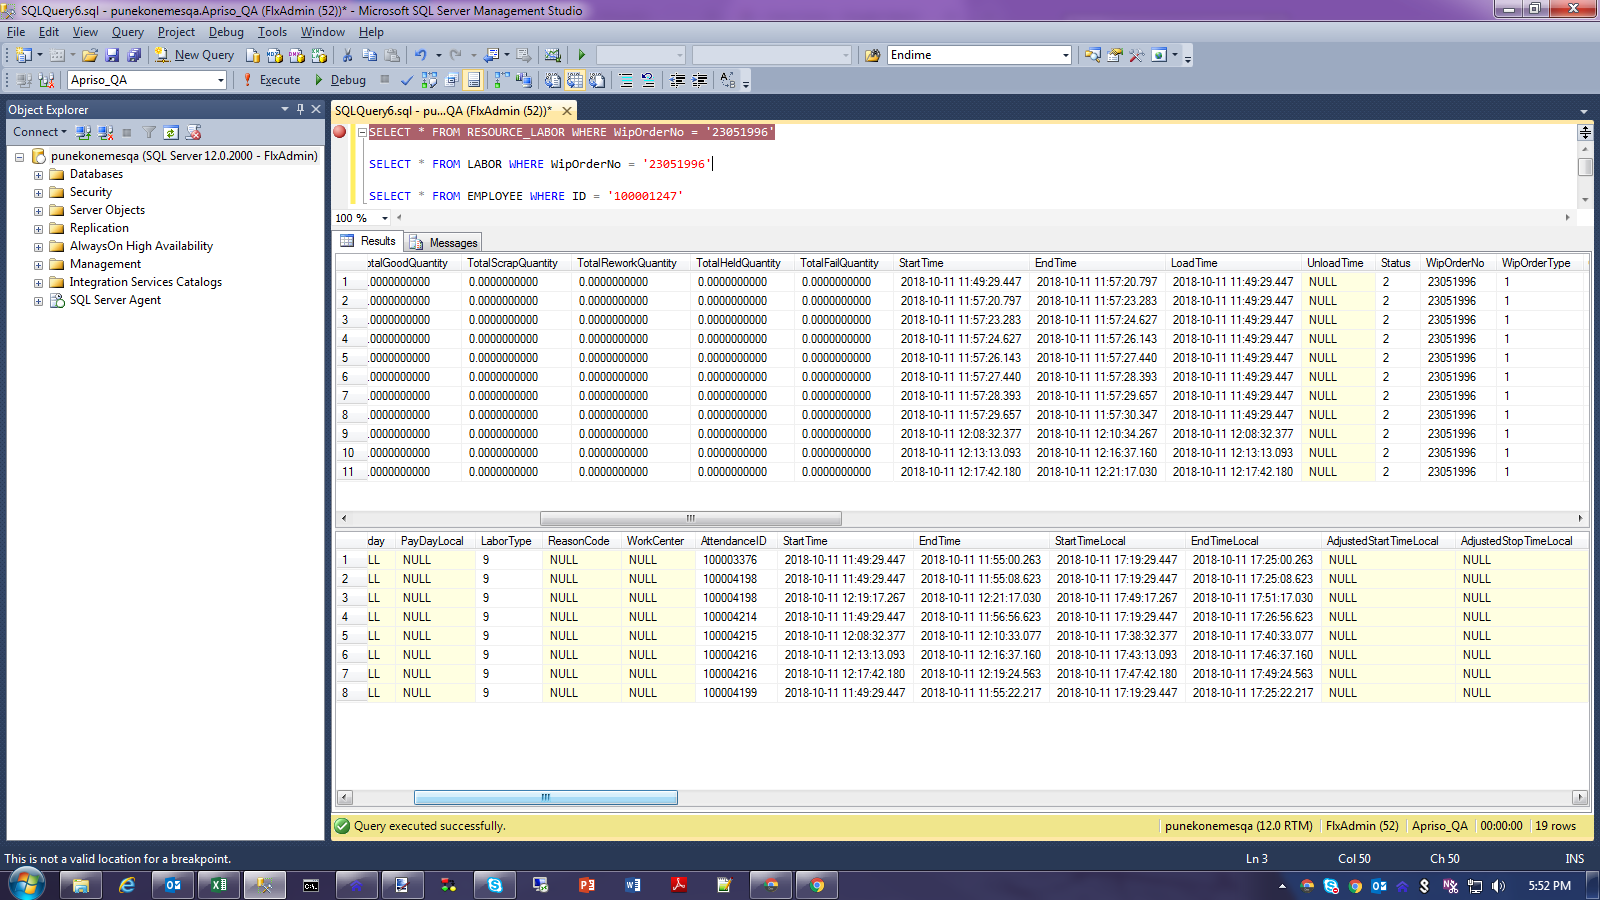 SQLQuery6.sql - punekonemesqa.Apriso_QA (FlxAdmin (52))* - Microsoft SQL Server Management Studio
File Edit View Query Project Debug Tools Window Help
New Query Endime
Apriso_QA Execute Debug
Object Explorer
Connect
punekonemesqa (SQL Server 12.0.2000 - FlxAdmin)
Databases
Security
Server Objects
Replication
AlwaysOn High Availability
Management
Integration Services Catalogs
SQL Server Agent
SQLQuery6.sql - pu...QA (FlxAdmin (52))*
SELECT * FROM RESOURCE_LABOR WHERE WipOrderNo = '23051996'
SELECT * FROM LABOR WHERE WipOrderNo = '23051996'
SELECT * FROM EMPLOYEE WHERE ID = '100001247'
100 %
Results Messages
otalGoodQuantity TotalScrapQuantity TotalReworkQuantity TotalHeldQuantity TotalFailQuantity StartTime EndTime LoadTime UnloadTime Status WipOrderNo WipOrderType
1 .0000000000 0.0000000000 0.0000000000 0.0000000000 0.0000000000 2018-10-11 11:49:29.447 2018-10-11 11:57:20.797 2018-10-11 11:49:29.447 NULL 2 23051996 1
2 .0000000000 0.0000000000 0.0000000000 0.0000000000 0.0000000000 2018-10-11 11:57:20.797 2018-10-11 11:57:23.283 2018-10-11 11:49:29.447 NULL 2 23051996 1
3 .0000000000 0.0000000000 0.0000000000 0.0000000000 0.0000000000 2018-10-11 11:57:23.283 2018-10-11 11:57:24.627 2018-10-11 11:49:29.447 NULL 2 23051996 1
4 .0000000000 0.0000000000 0.0000000000 0.0000000000 0.0000000000 2018-10-11 11:57:24.627 2018-10-11 11:57:26.143 2018-10-11 11:49:29.447 NULL 2 23051996 1
5 .0000000000 0.0000000000 0.0000000000 0.0000000000 0.0000000000 2018-10-11 11:57:26.143 2018-10-11 11:57:27.440 2018-10-11 11:49:29.447 NULL 2 23051996 1
6 .0000000000 0.0000000000 0.0000000000 0.0000000000 0.0000000000 2018-10-11 11:57:27.440 2018-10-11 11:57:28.393 2018-10-11 11:49:29.447 NULL 2 23051996 1
7 .0000000000 0.0000000000 0.0000000000 0.0000000000 0.0000000000 2018-10-11 11:57:28.393 2018-10-11 11:57:29.657 2018-10-11 11:49:29.447 NULL 2 23051996 1
8 .0000000000 0.0000000000 0.0000000000 0.0000000000 0.0000000000 2018-10-11 11:57:29.657 2018-10-11 11:57:30.347 2018-10-11 11:49:29.447 NULL 2 23051996 1
9 .0000000000 0.0000000000 0.0000000000 0.0000000000 0.0000000000 2018-10-11 12:08:32.377 2018-10-11 12:10:34.267 2018-10-11 12:08:32.377 NULL 2 23051996 1
10 .0000000000 0.0000000000 0.0000000000 0.0000000000 0.0000000000 2018-10-11 12:13:13.093 2018-10-11 12:16:37.160 2018-10-11 12:13:13.093 NULL 2 23051996 1
11 .0000000000 0.0000000000 0.0000000000 0.0000000000 0.0000000000 2018-10-11 12:17:42.180 2018-10-11 12:21:17.030 2018-10-11 12:17:42.180 NULL 2 23051996 1
day PayDayLocal LaborType ReasonCode WorkCenter AttendanceID StartTime EndTime StartTimeLocal EndTimeLocal AdjustedStartTimeLocal AdjustedStopTimeLocal
1 LL NULL 9 NULL NULL 100003376 2018-10-11 11:49:29.447 2018-10-11 11:55:00.263 2018-10-11 17:19:29.447 2018-10-11 17:25:00.263 NULL NULL
2 LL NULL 9 NULL NULL 100004198 2018-10-11 11:49:29.447 2018-10-11 11:55:08.623 2018-10-11 17:19:29.447 2018-10-11 17:25:08.623 NULL NULL
3 LL NULL 9 NULL NULL 100004198 2018-10-11 12:19:17.267 2018-10-11 12:21:17.030 2018-10-11 17:49:17.267 2018-10-11 17:51:17.030 NULL NULL
4 LL NULL 9 NULL NULL 100004214 2018-10-11 11:49:29.447 2018-10-11 11:56:56.623 2018-10-11 17:19:29.447 2018-10-11 17:26:56.623 NULL NULL
5 LL NULL 9 NULL NULL 100004215 2018-10-11 12:08:32.377 2018-10-11 12:10:33.077 2018-10-11 17:38:32.377 2018-10-11 17:40:33.077 NULL NULL
6 LL NULL 9 NULL NULL 100004216 2018-10-11 12:13:13.093 2018-10-11 12:16:37.160 2018-10-11 17:43:13.093 2018-10-11 17:46:37.160 NULL NULL
7 LL NULL 9 NULL NULL 100004216 2018-10-11 12:17:42.180 2018-10-11 12:19:24.563 2018-10-11 17:47:42.180 2018-10-11 17:49:24.563 NULL NULL
8 LL NULL 9 NULL NULL 100004199 2018-10-11 11:49:29.447 2018-10-11 11:55:22.217 2018-10-11 17:19:29.447 2018-10-11 17:25:22.217 NULL NULL
Query executed successfully. punekonemesqa (12.0 RTM) FlxAdmin (52) Apriso_QA 00:00:00 19 rows
This is not a valid location for a breakpoint. Ln 3 Col 50 Ch 50 INS
5:52 PM